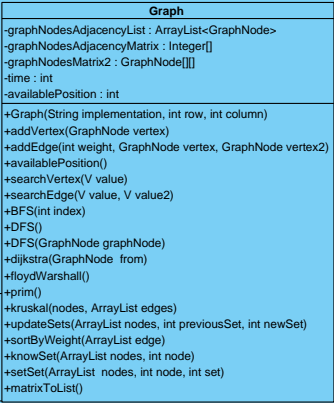 Graph
-graphNodesAdjacencyList : ArrayList<GraphNode>
-graphNodesAdjacencyMatrix : Integer[]
-graphNodesMatrix2 : GraphNode[][]
-time : int
-availablePosition : int
+Graph(String implementation, int row, int column)
+addVertex(GraphNode vertex)
+addEdge(int weight, GraphNode vertex, GraphNode vertex2)
+availablePosition()
+searchVertex(V value)
+searchEdge(V value, V value2)
+BFS(int index)
+DFS()
+DFS(GraphNode graphNode)
+dijkstra(GraphNode from)
+floydWarshall()
+prim()
+kruskal(nodes, ArrayList edges)
+updateSets(ArrayList nodes, int previousSet, int newSet)
+sortByWeight(ArrayList edge)
+knowSet(ArrayList nodes, int node)
+setSet(ArrayList nodes, int node, int set)
+matrixToList()